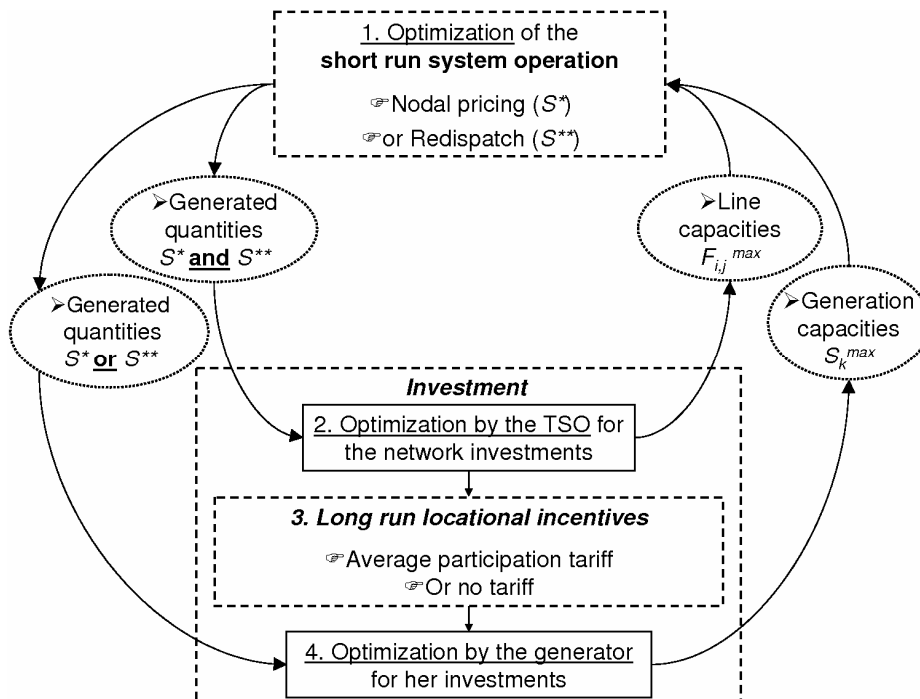 1. Optimization of the
short run system operation
☞Nodal pricing (S*)
☞or Redispatch (S**)
➢Generated
quantities
S* and S**
➢Line
capacities
F i,j max
➢Generated
quantities
S* or S**
➢Generation
capacities
S k max
Investment
2. Optimization by the TSO for
the network investments
3. Long run locational incentives
☞Average participation tariff
☞Or no tariff
4. Optimization by the generator
for her investments